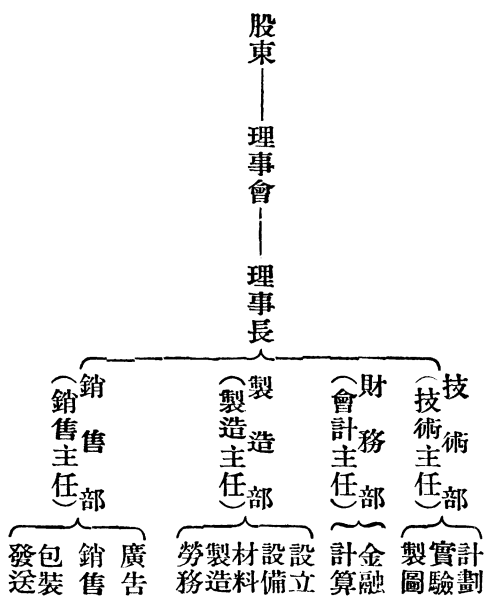 股東
理事會
理事長
技術部
（技術主任）
財務部
（會計主任）
製造部
（製造主任）
銷售部
（銷售主任）
計劃
實驗
製圖
金融
計算
設立
設備
材料
製造
勞務
廣告
銷售
包裝
發送